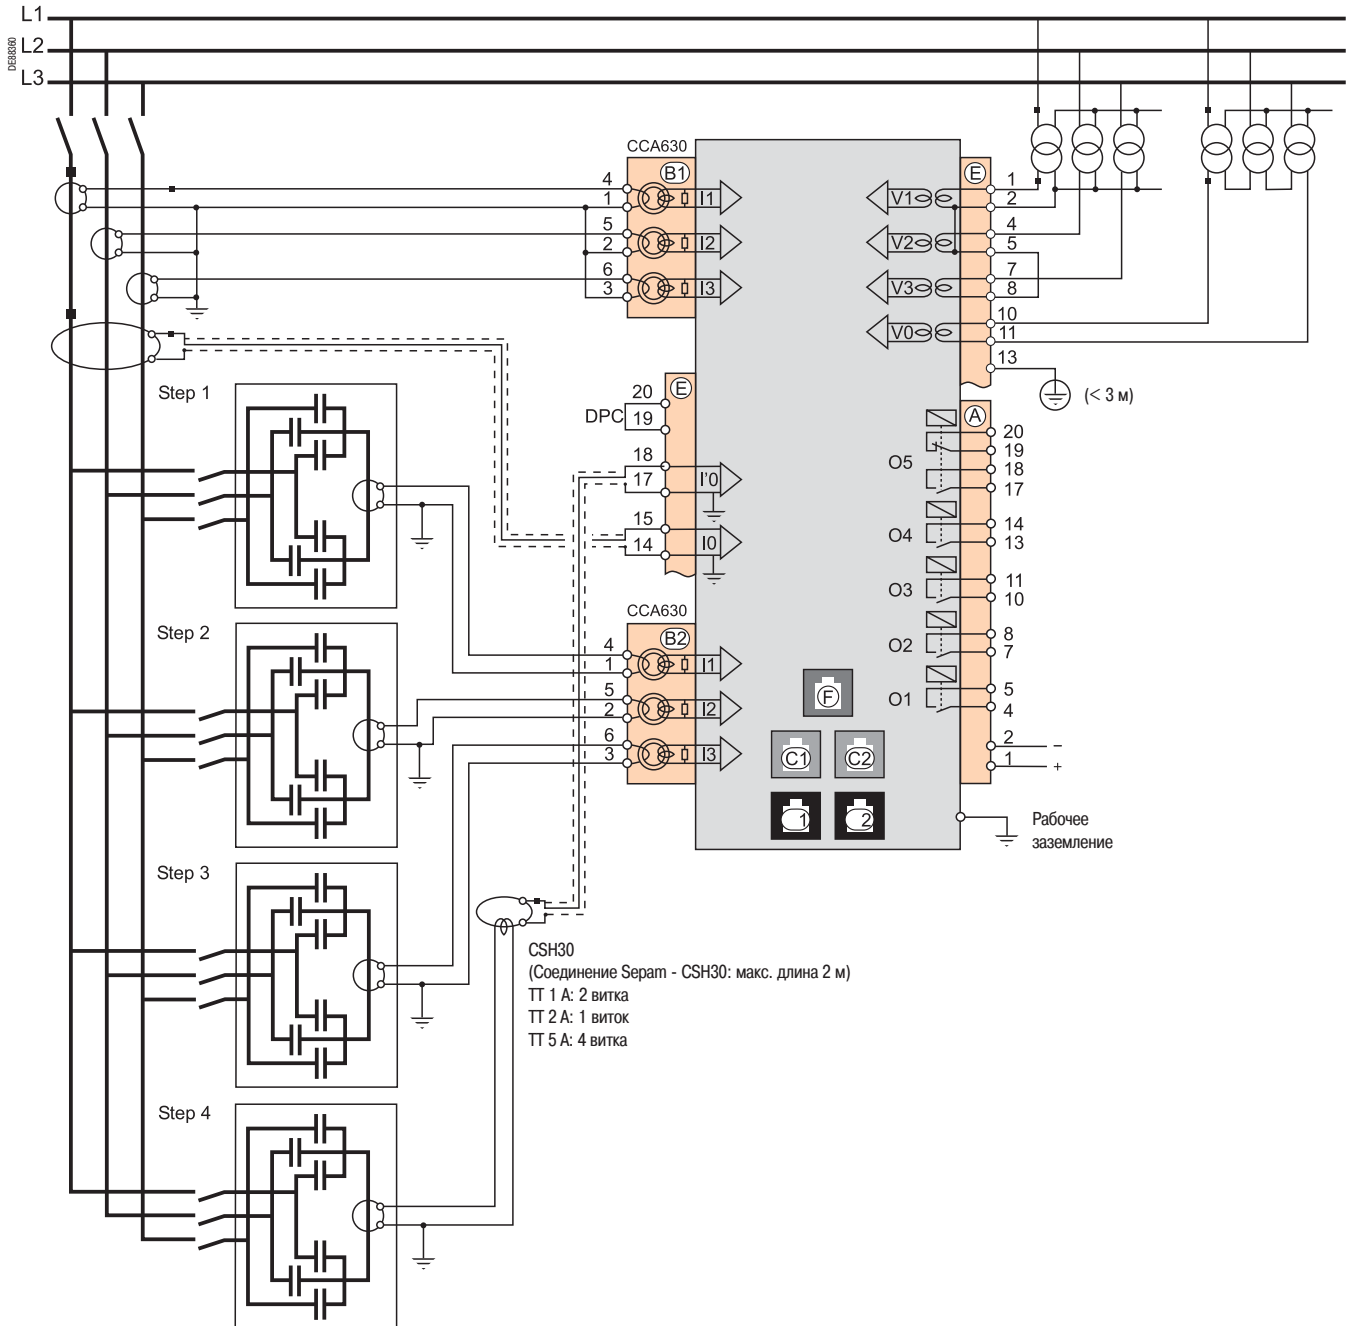 L1
DE88360
L2
L3
CCA630
B1
4
1
I1
5
2
I2
6
3
I3
E
V1
1
2
V2
4
5
V3
7
8
V0
10
11
13
(< 3 м)
Step 1
E
20
DPC
19
18
17
I'0
15
14
I0
A
O5
20
19
18
17
O4
14
13
O3
11
10
O2
8
7
O1
5
4
2 –
1 +
Step 2
CCA630
B2
4
1
I1
5
2
I2
6
3
I3
F
C1
C2
1
2
Рабочее
заземление
Step 3
CSH30
(Соединение Sepam - CSH30: макс. длина 2 м)
ТТ 1 А: 2 витка
ТТ 2 А: 1 виток
ТТ 5 А: 4 витка
Step 4